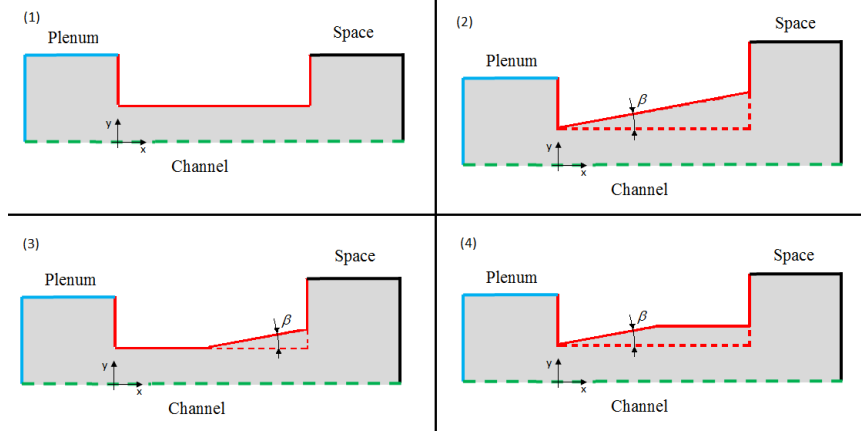 (1)
Plenum
Space
y
x
Channel
(2)
Plenum
Space
β
y
x
Channel
(3)
Plenum
Space
β
y
x
Channel
(4)
Plenum
Space
β
y
x
Channel